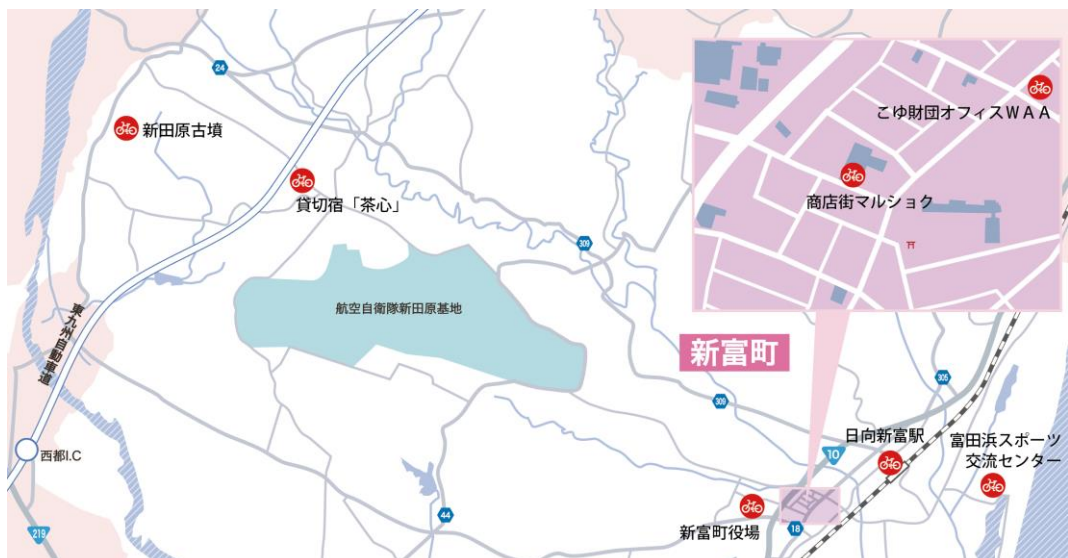 24
新田原古墳
貸切宿「茶心」
309
航空自衛隊新田原基地
東九州自動車道
西都I.C
219
44
新富町
309
305
10
日向新富駅
富田浜スポーツ
交流センター
新富町役場
18
こゆ財団オフィスWAA
商店街マルショク